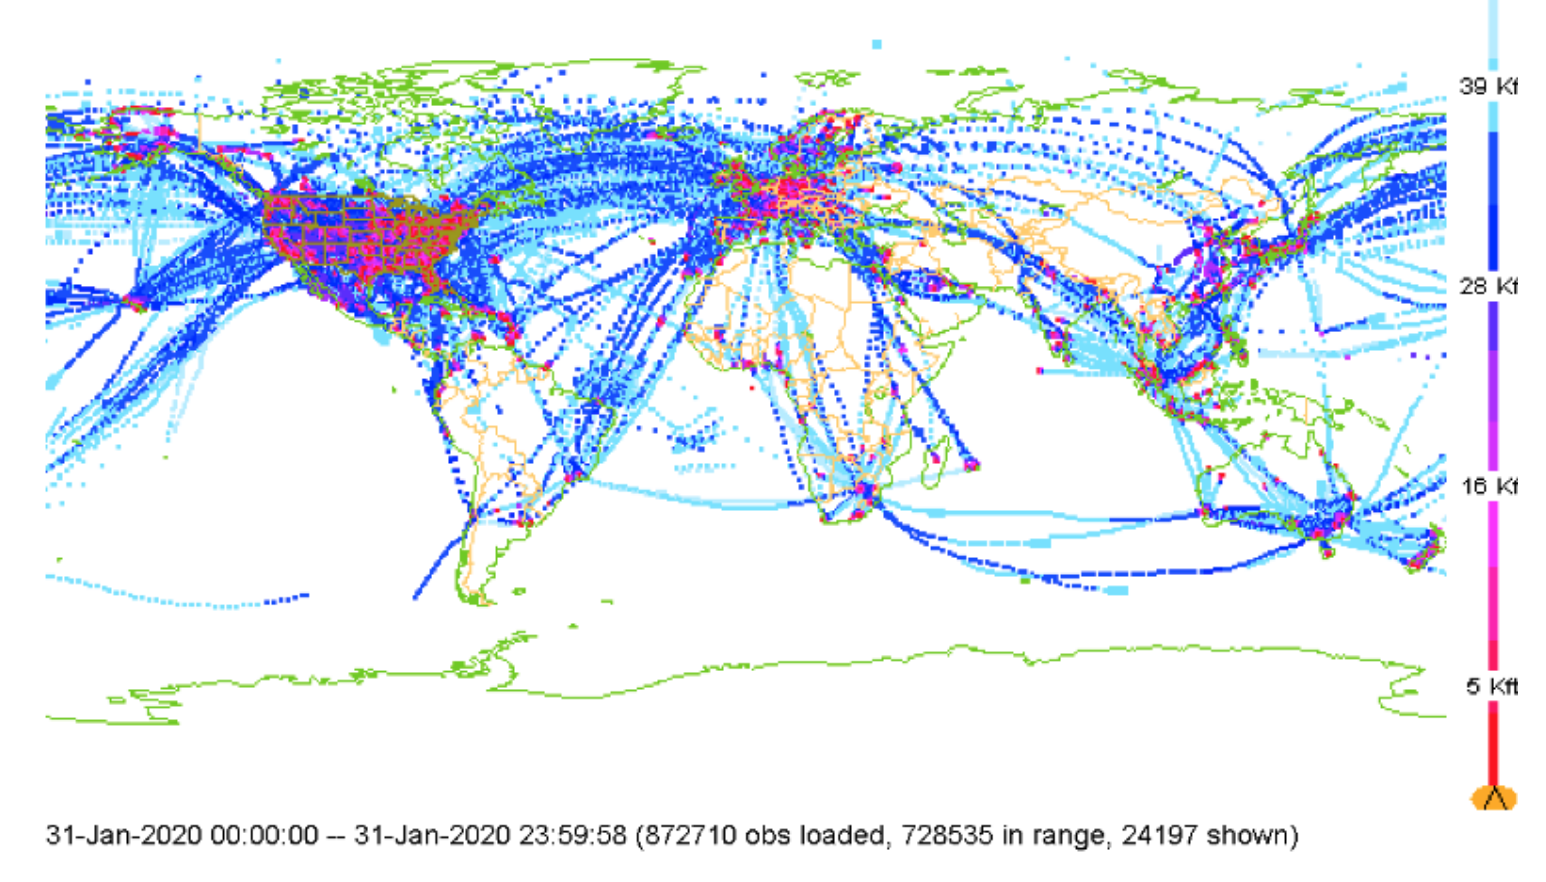 39 Kf
28 Kf
16 Kf
5 Kft
31-Jan-2020 00:00:00 -- 31-Jan-2020 23:59:58 (872710 obs loaded, 728535 in range, 24197 shown)